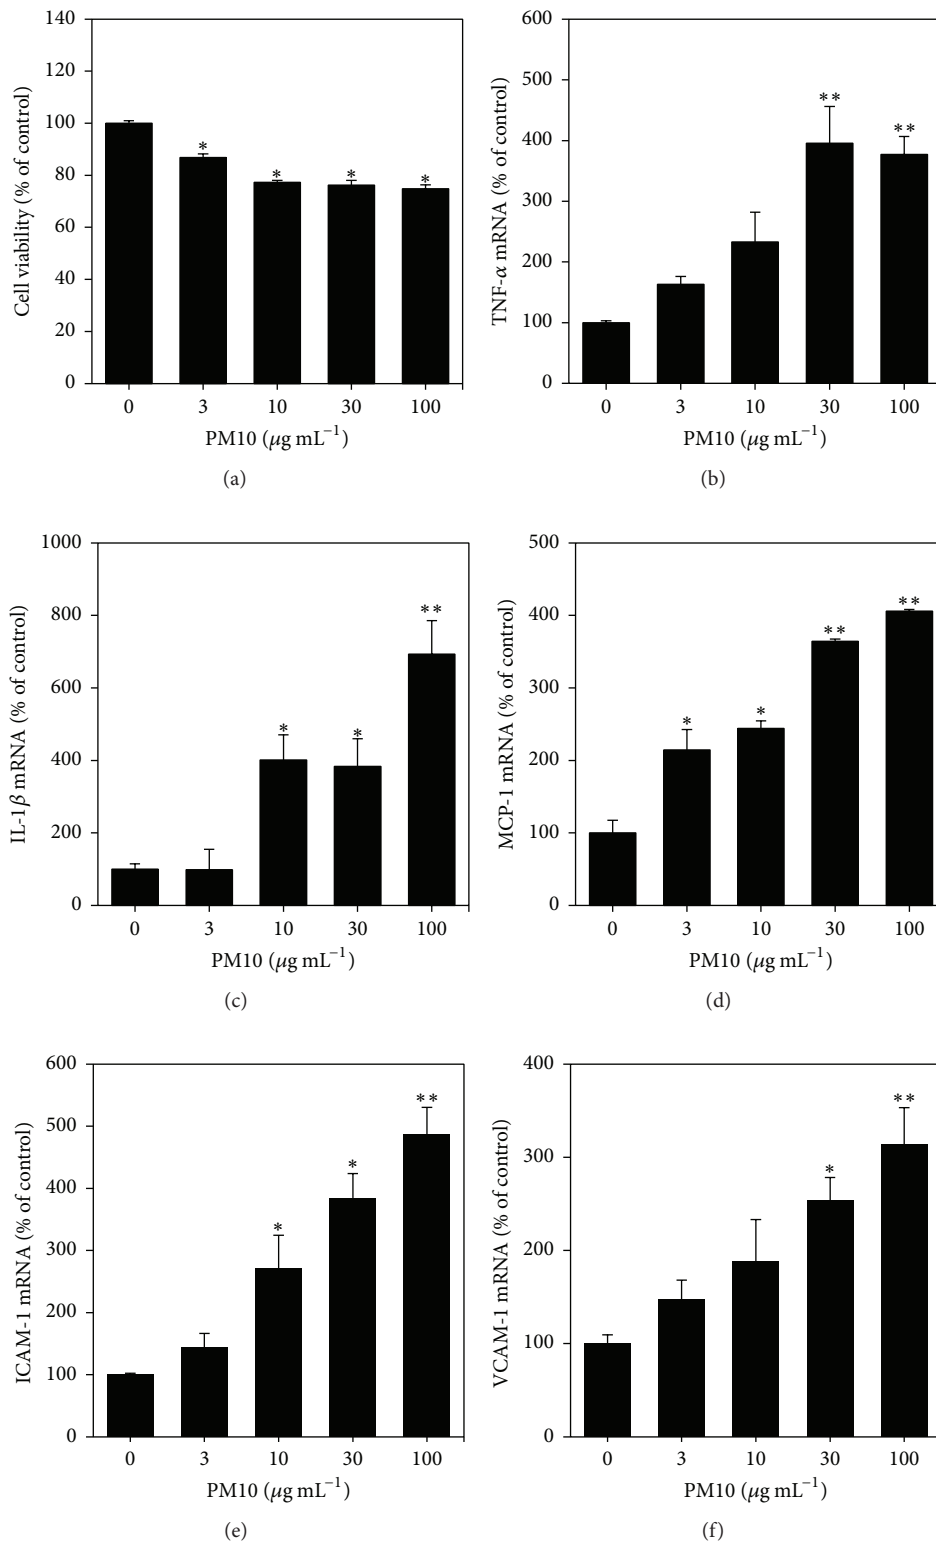 140
120
100
80
60
40
20
0
Cell viability (% of control)
* * * *
0 3 10 30 100
PM10 (μg mL⁻¹)
(a)
600
500
400
300
200
100
0
TNF-α mRNA (% of control)
** **
0 3 10 30 100
PM10 (μg mL⁻¹)
(b)
1000
800
600
400
200
0
IL-1β mRNA (% of control)
* * **
0 3 10 30 100
PM10 (μg mL⁻¹)
(c)
500
400
300
200
100
0
MCP-1 mRNA (% of control)
* * ** **
0 3 10 30 100
PM10 (μg mL⁻¹)
(d)
600
500
400
300
200
100
0
ICAM-1 mRNA (% of control)
* * **
0 3 10 30 100
PM10 (μg mL⁻¹)
(e)
400
300
200
100
0
VCAM-1 mRNA (% of control)
* **
0 3 10 30 100
PM10 (μg mL⁻¹)
(f)